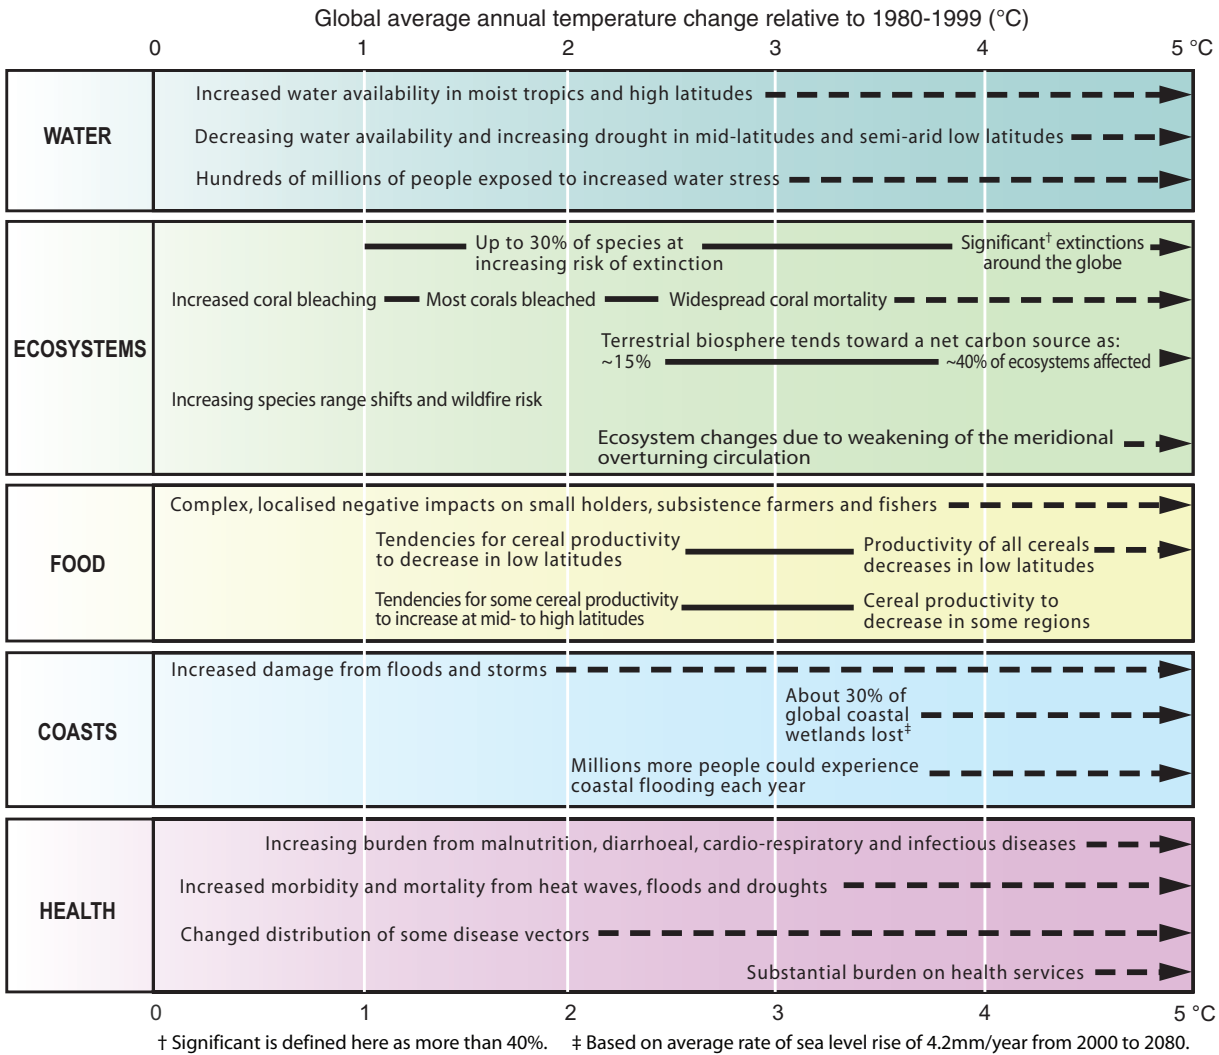 Global average annual temperature change relative to 1980-1999 (°C)
0 1 2 3 4 5 °C
WATER
Increased water availability in moist tropics and high latitudes
Decreasing water availability and increasing drought in mid-latitudes and semi-arid low latitudes
Hundreds of millions of people exposed to increased water stress
ECOSYSTEMS
Up to 30% of species at
increasing risk of extinction
Significant† extinctions
around the globe
Increased coral bleaching Most corals bleached Widespread coral mortality
Terrestrial biosphere tends toward a net carbon source as:
~15% ~40% of ecosystems affected
Increasing species range shifts and wildfire risk
Ecosystem changes due to weakening of the meridional
overturning circulation
FOOD
Complex, localised negative impacts on small holders, subsistence farmers and fishers
Tendencies for cereal productivity
to decrease in low latitudes
Productivity of all cereals
decreases in low latitudes
Tendencies for some cereal productivity
to increase at mid- to high latitudes
Cereal productivity to
decrease in some regions
COASTS
Increased damage from floods and storms
About 30% of
global coastal
wetlands lost‡
Millions more people could experience
coastal flooding each year
HEALTH
Increasing burden from malnutrition, diarrhoeal, cardio-respiratory and infectious diseases
Increased morbidity and mortality from heat waves, floods and droughts
Changed distribution of some disease vectors
Substantial burden on health services
0 1 2 3 4 5 °C
† Significant is defined here as more than 40%. ‡ Based on average rate of sea level rise of 4.2mm/year from 2000 to 2080.